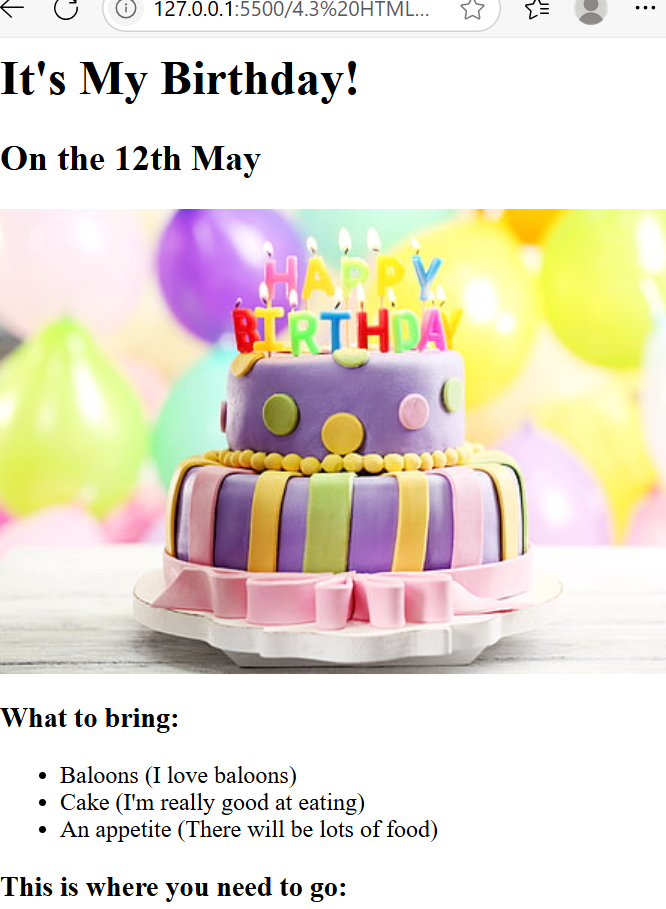 127.0.0.1:5500/4.3%20HTML...
It's My Birthday!
On the 12th May
HAPPY
BIRTHDAY
What to bring:
Baloons (I love baloons)
Cake (I'm really good at eating)
An appetite (There will be lots of food)
This is where you need to go: